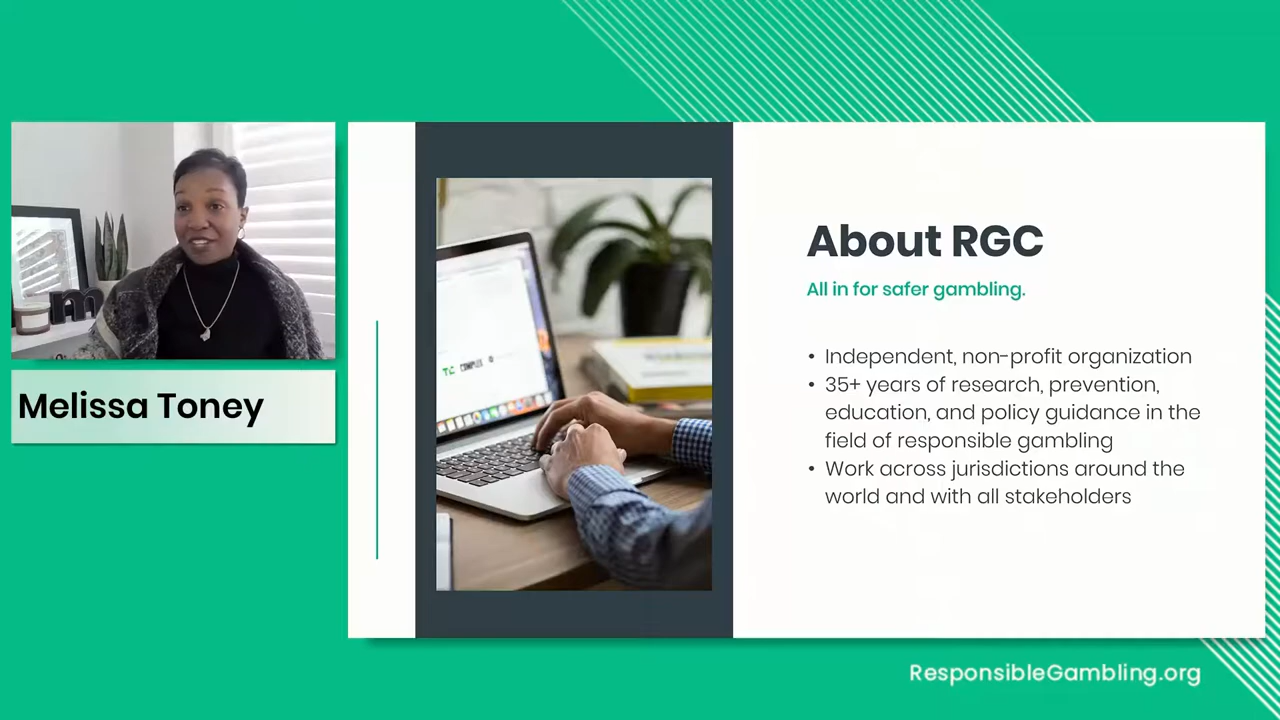 Melissa Toney
About RGC
All in for safer gambling.
• Independent, non-profit organization
• 35+ years of research, prevention,
education, and policy guidance in the
field of responsible gambling
• Work across jurisdictions around the
world and with all stakeholders
ResponsibleGambling.org
m